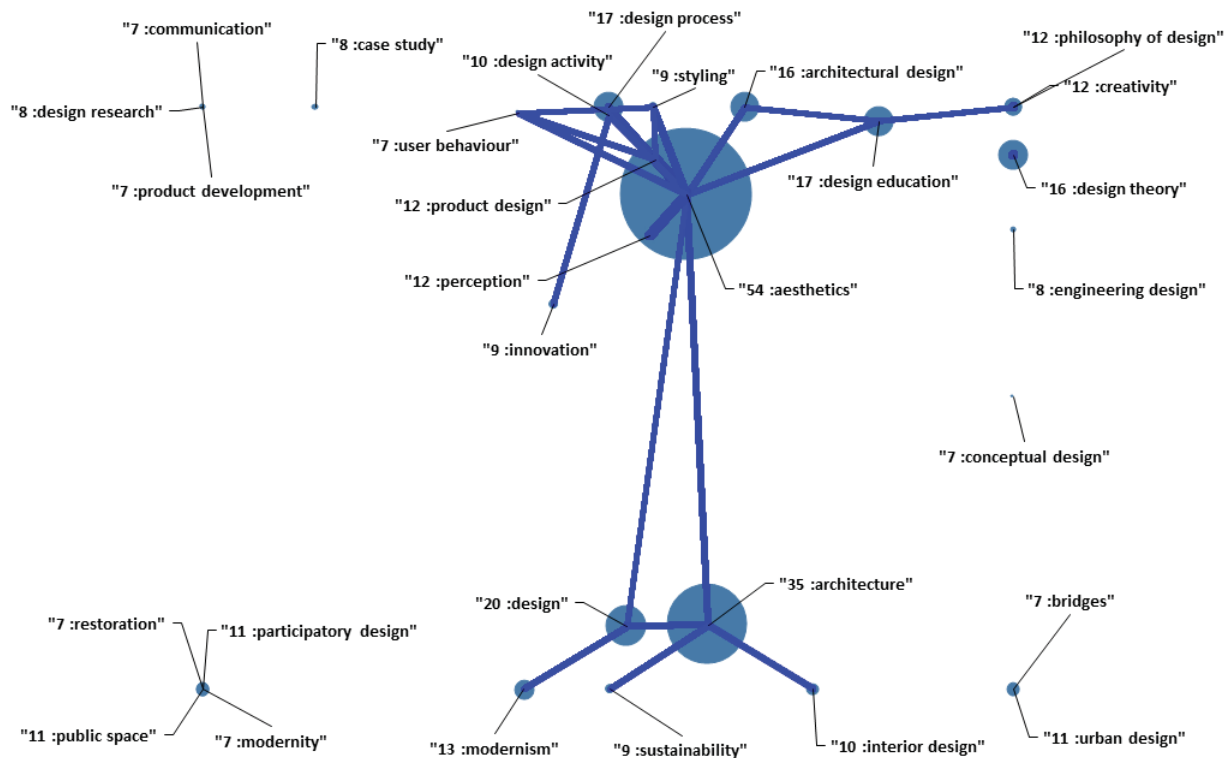 "17 :design process"
"7 :communication"
"12 :philosophy of design"
"8 :case study"
"10 :design activity"
"9 :styling"
"16 :architectural design"
"12 :creativity"
"8 :design research"
"7 :user behaviour"
"17 :design education"
"7 :product development"
"16 :design theory"
"12 :product design"
"12 :perception"
"54 :aesthetics"
"8 :engineering design"
"9 :innovation"
"7 :conceptual design"
"35 :architecture"
"20 :design"
"7 :bridges"
"7 :restoration"
"11 :participatory design"
"11 :public space"
"7 :modernity"
"13 :modernism"
"9 :sustainability"
"10 :interior design"
"11 :urban design"